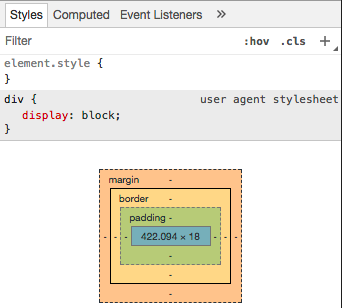 Styles Computed Event Listeners »
Filter :hov .cls +
element.style {
}
div { user agent stylesheet
display: block;
}
margin -
border -
padding -
- - - 422.094 × 18 - - -
-
-
-